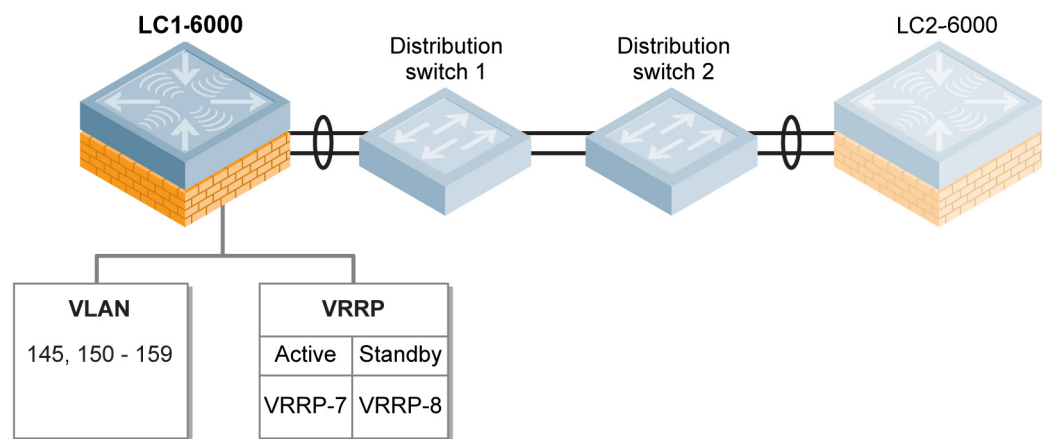 LC1-6000
Distribution
switch 1
Distribution
switch 2
LC2-6000
VLAN
145, 150 - 159
VRRP
Active
Standby
VRRP-7
VRRP-8